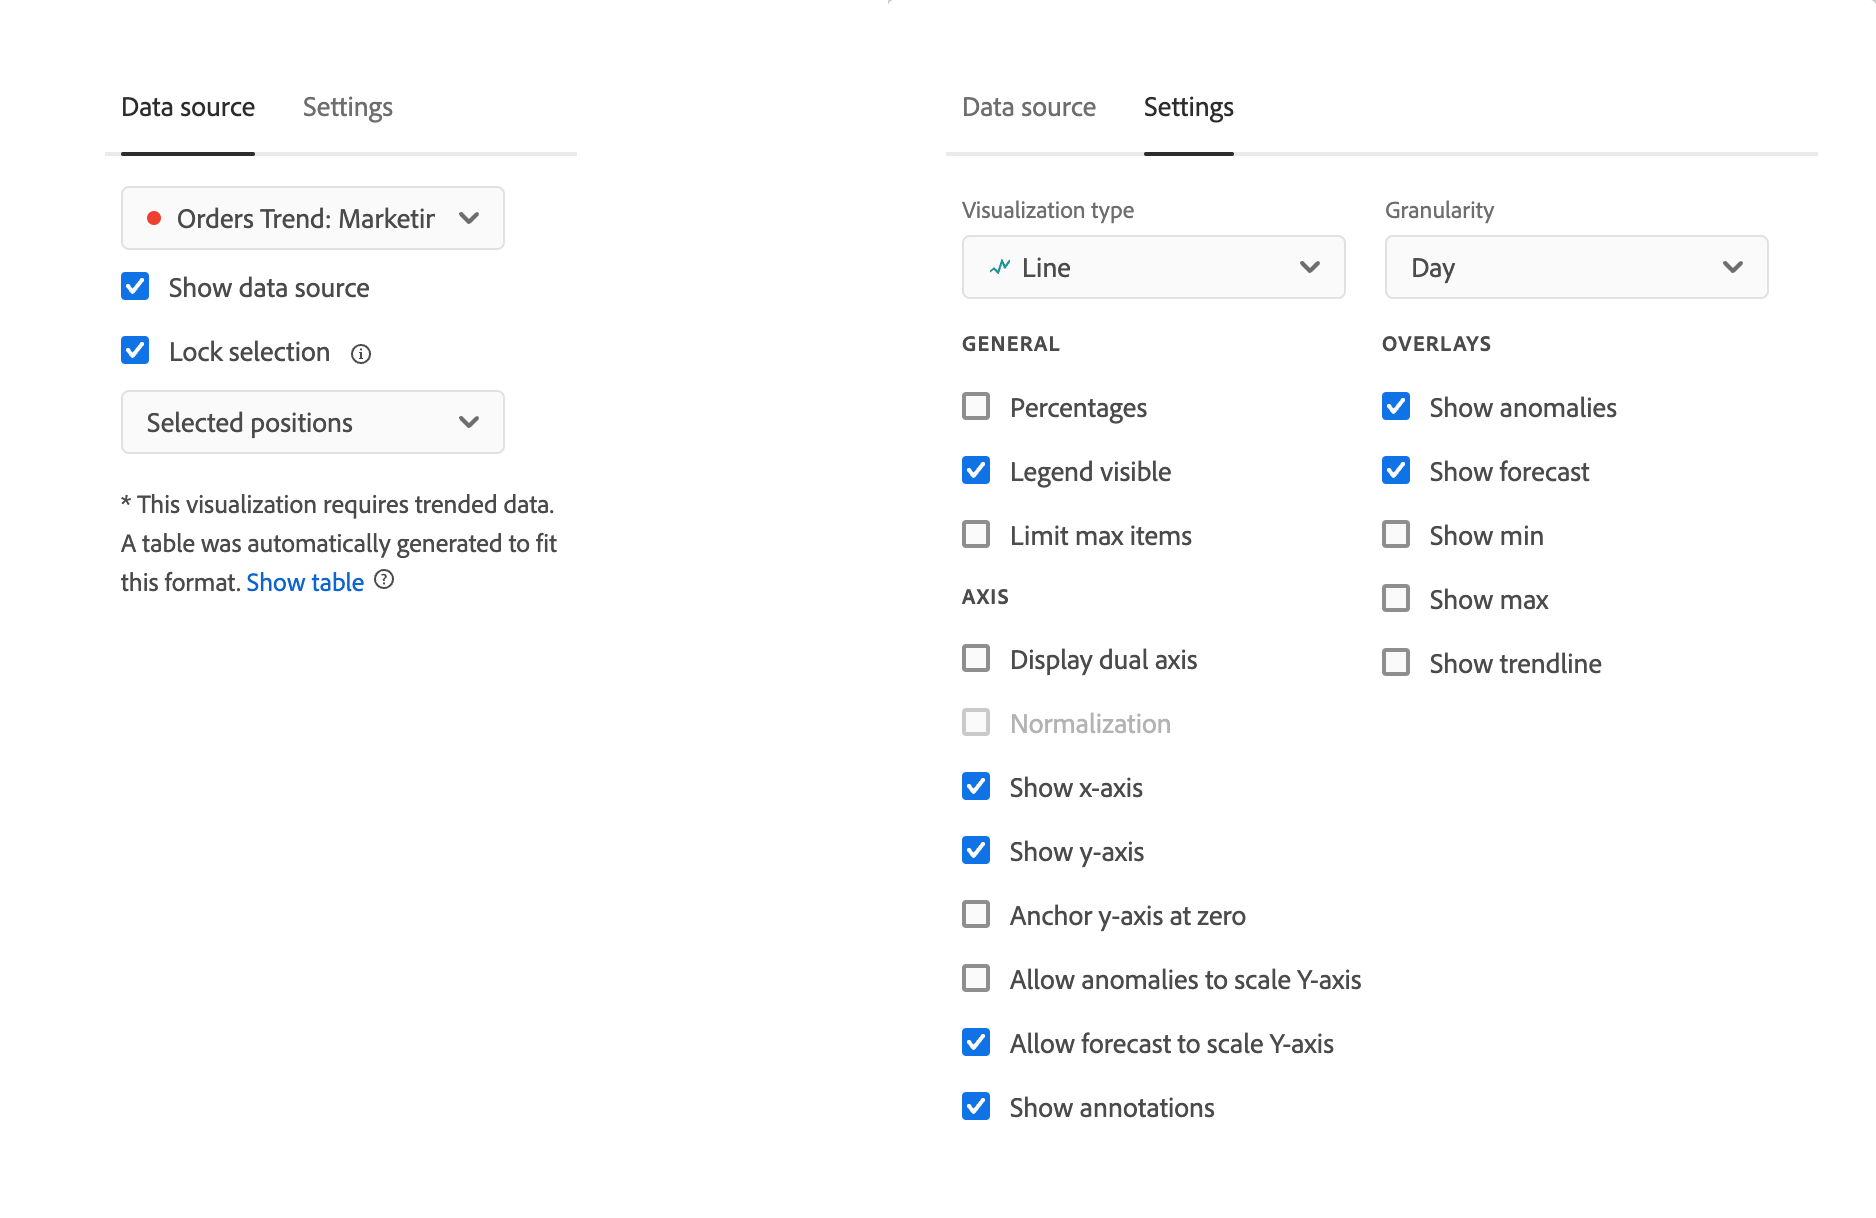 Data source Settings
Orders Trend: Marketir
Show data source
Lock selection
Selected positions
* This visualization requires trended data.
A table was automatically generated to fit
this format. Show table
Data source Settings
Visualization type Granularity
Line Day
GENERAL
Percentages
Legend visible
Limit max items
AXIS
Display dual axis
Normalization
Show x-axis
Show y-axis
Anchor y-axis at zero
Allow anomalies to scale Y-axis
Allow forecast to scale Y-axis
Show annotations
OVERLAYS
Show anomalies
Show forecast
Show min
Show max
Show trendline